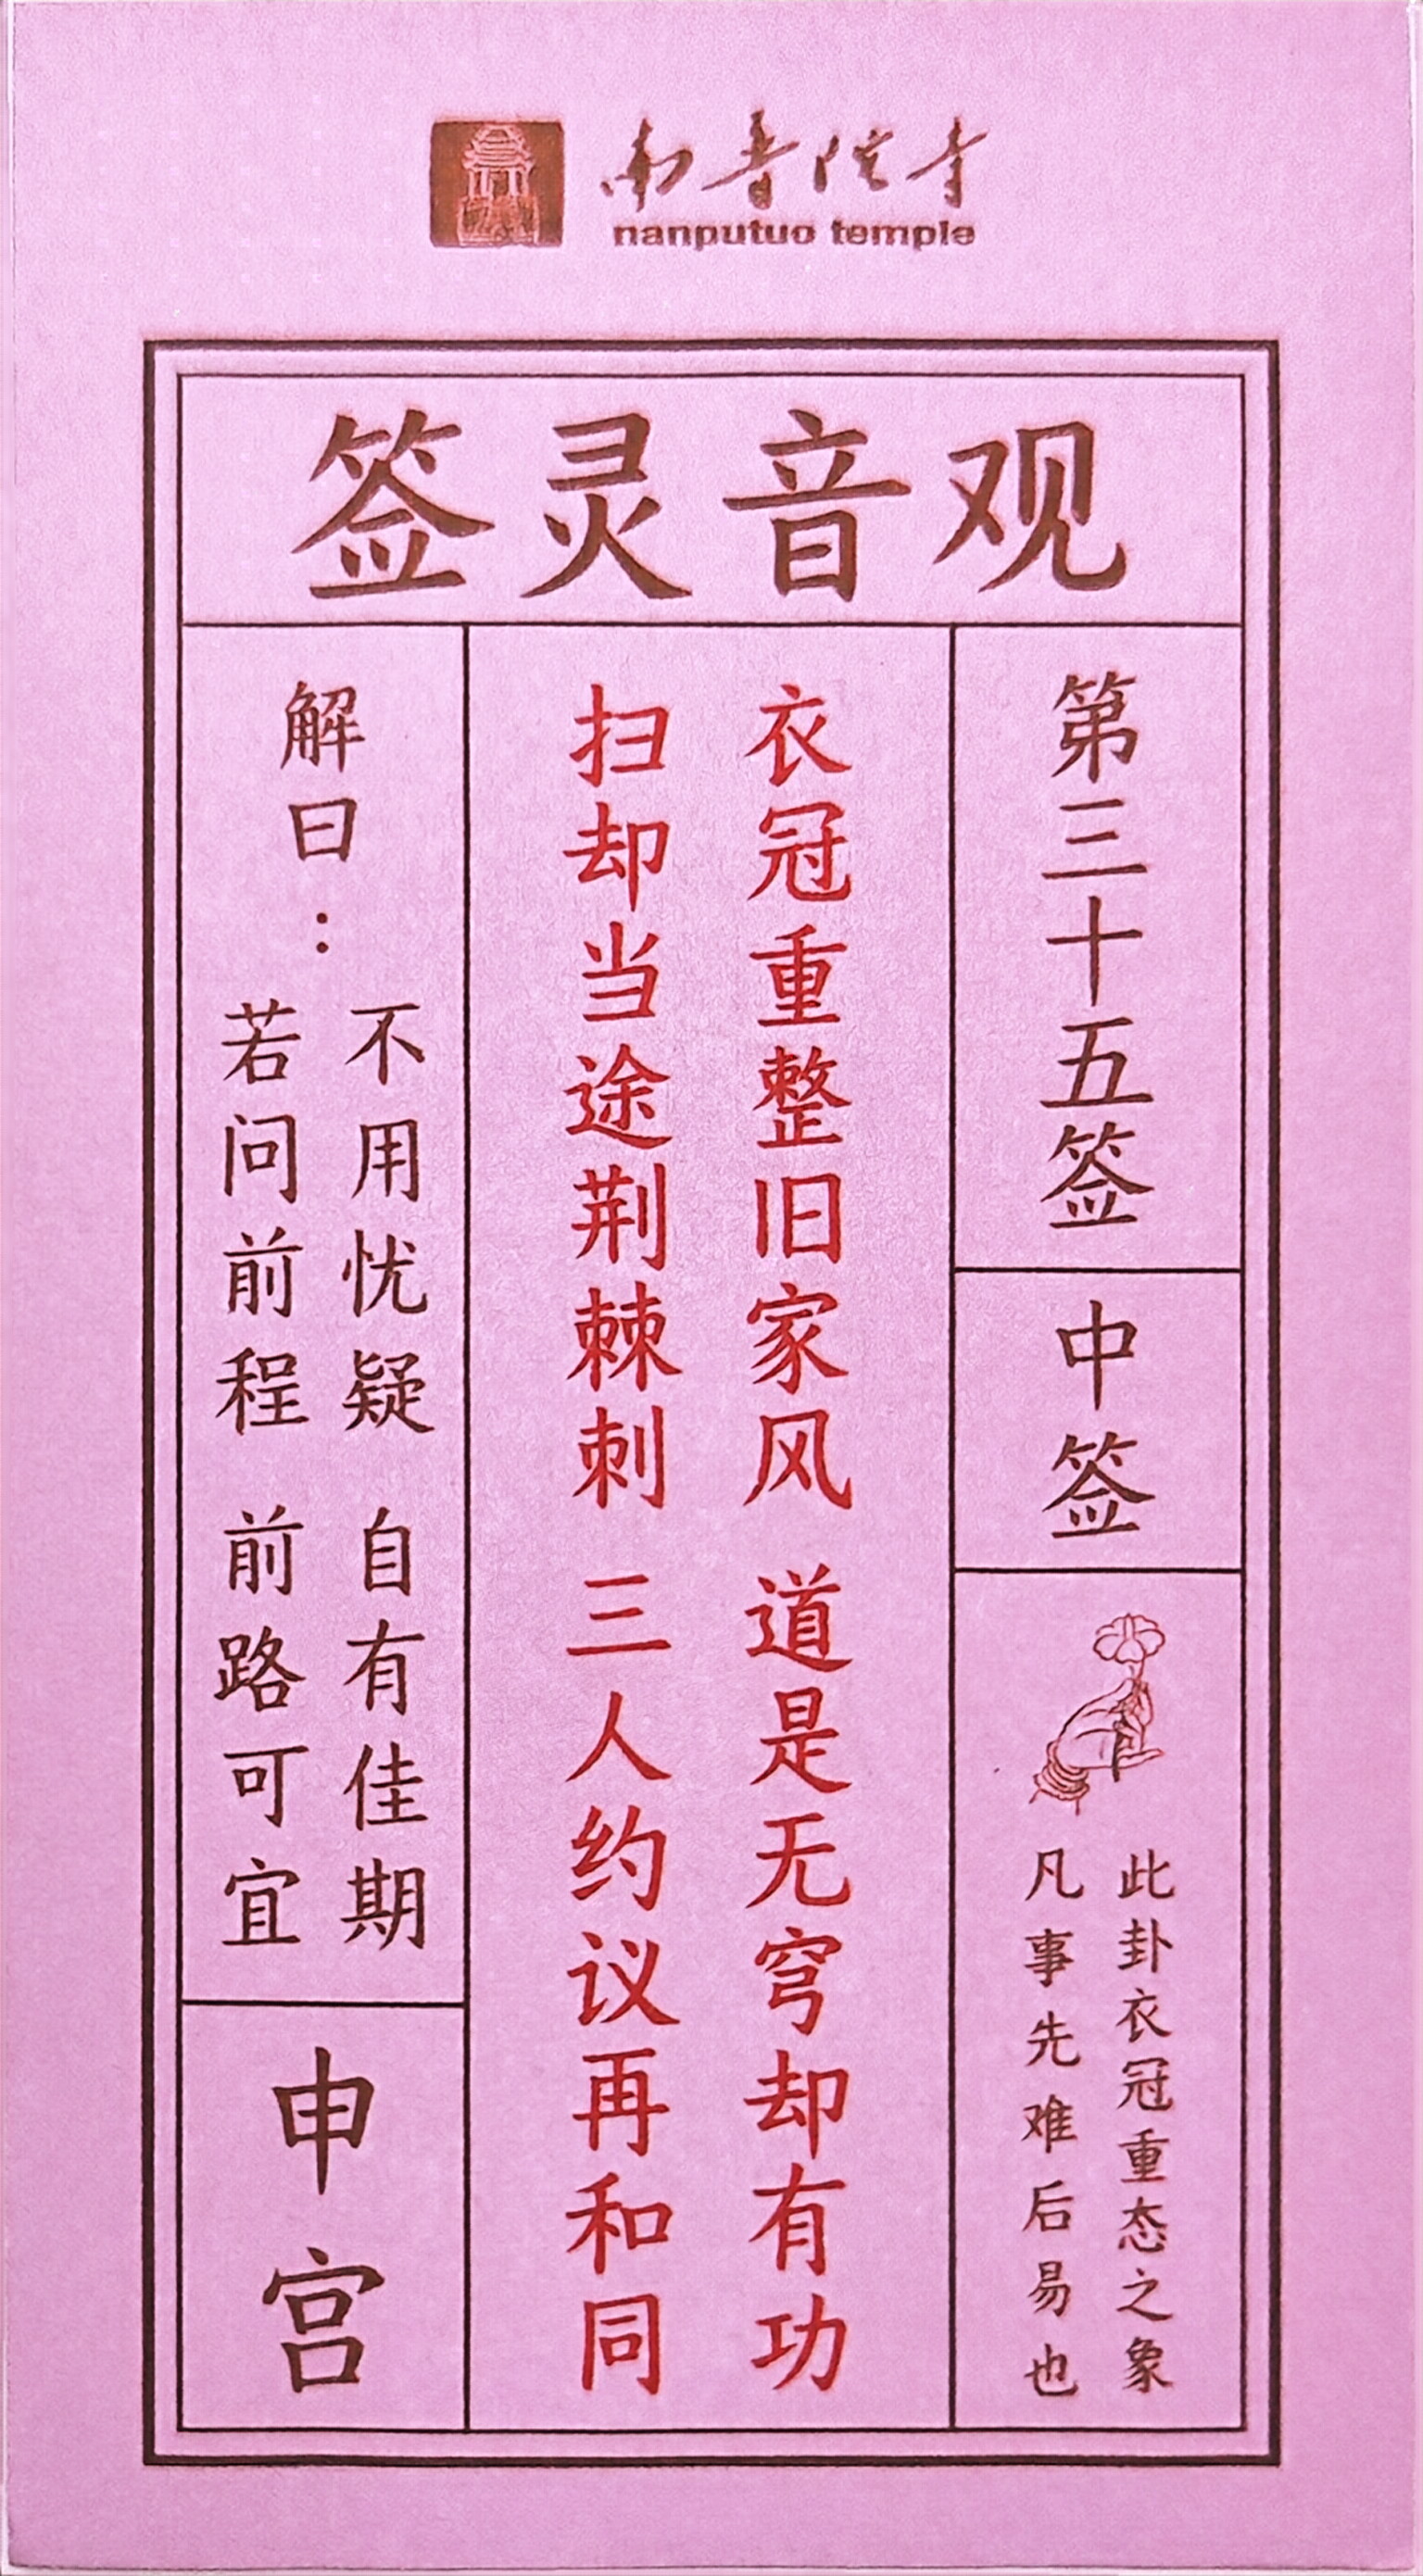 南普陀寺
nanputuo temple
观音灵签
第三十五签
中签
此卦衣冠重态之象
凡事先难后易也
衣冠重整旧家风 道是无穹却有功
扫却当途荆棘刺 三人约议再和同
解曰：
不用忧疑 自有佳期
若问前程 前路可宜
申宫